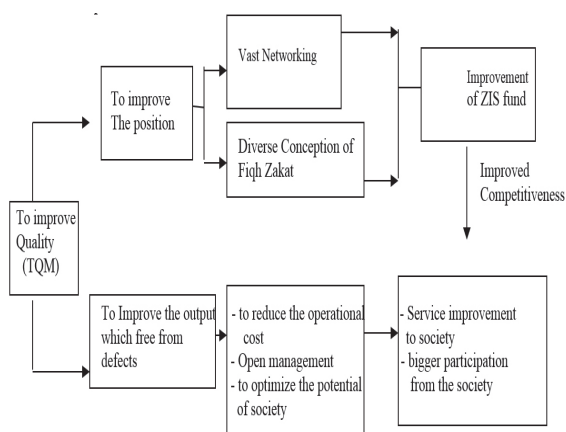 Vast Networking
To improve
The position
Diverse Conception of
Fiqh Zakat
Improvement
of ZIS fund
Improved
Competitiveness
To improve
Quality
(TQM)
To Improve the output
which free from
defects
- to reduce the operational
cost
- Open management
- to optimize the potential
of society
- Service improvement
to society
- bigger participation
from the society